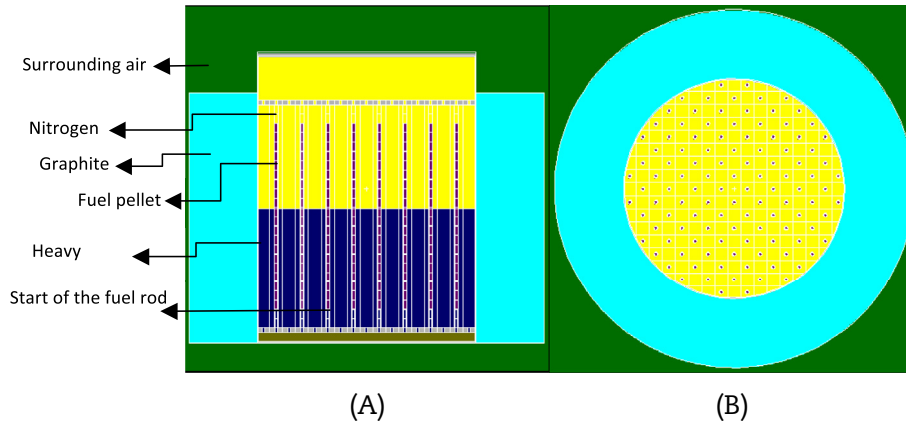 Surrounding air
Nitrogen
Graphite
Fuel pellet
Heavy
Start of the fuel rod
(A)
(B)